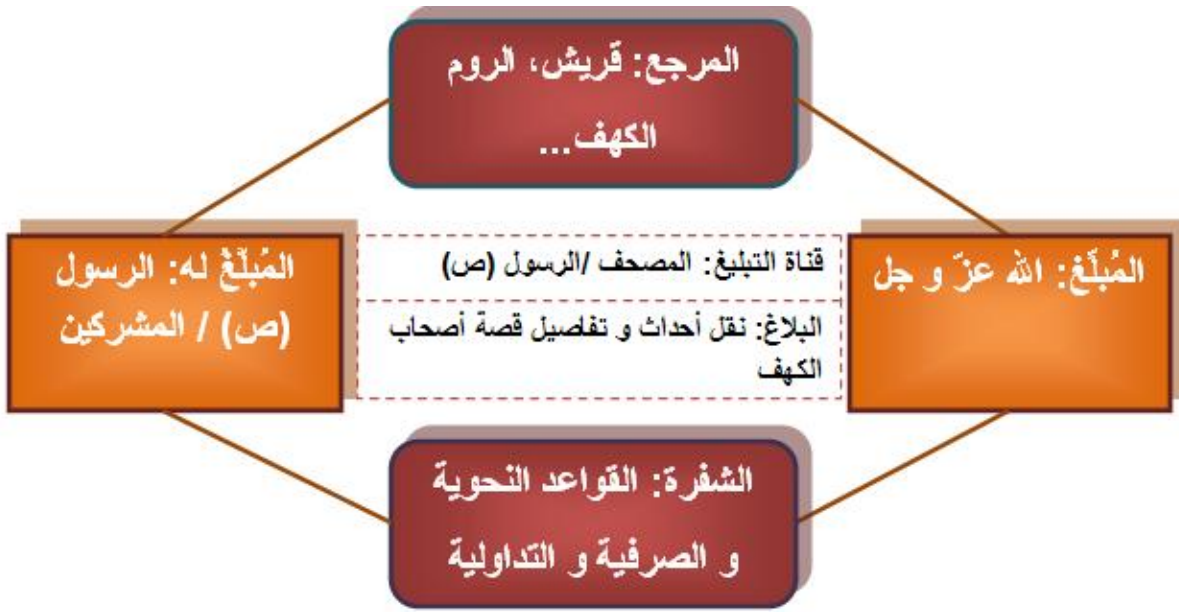 المرجع: قريش، الروم
الكهف...
المُبلِّغ: الله عزّ و جل
قناة التبليغ: المصحف /الرسول (ص)
البلاغ: نقل أحداث و تفاصيل قصة أصحاب
الكهف
المُبلَّغُ له: الرسول
(ص) / المشركين
الشفرة: القواعد النحوية
و الصرفية و التداولية